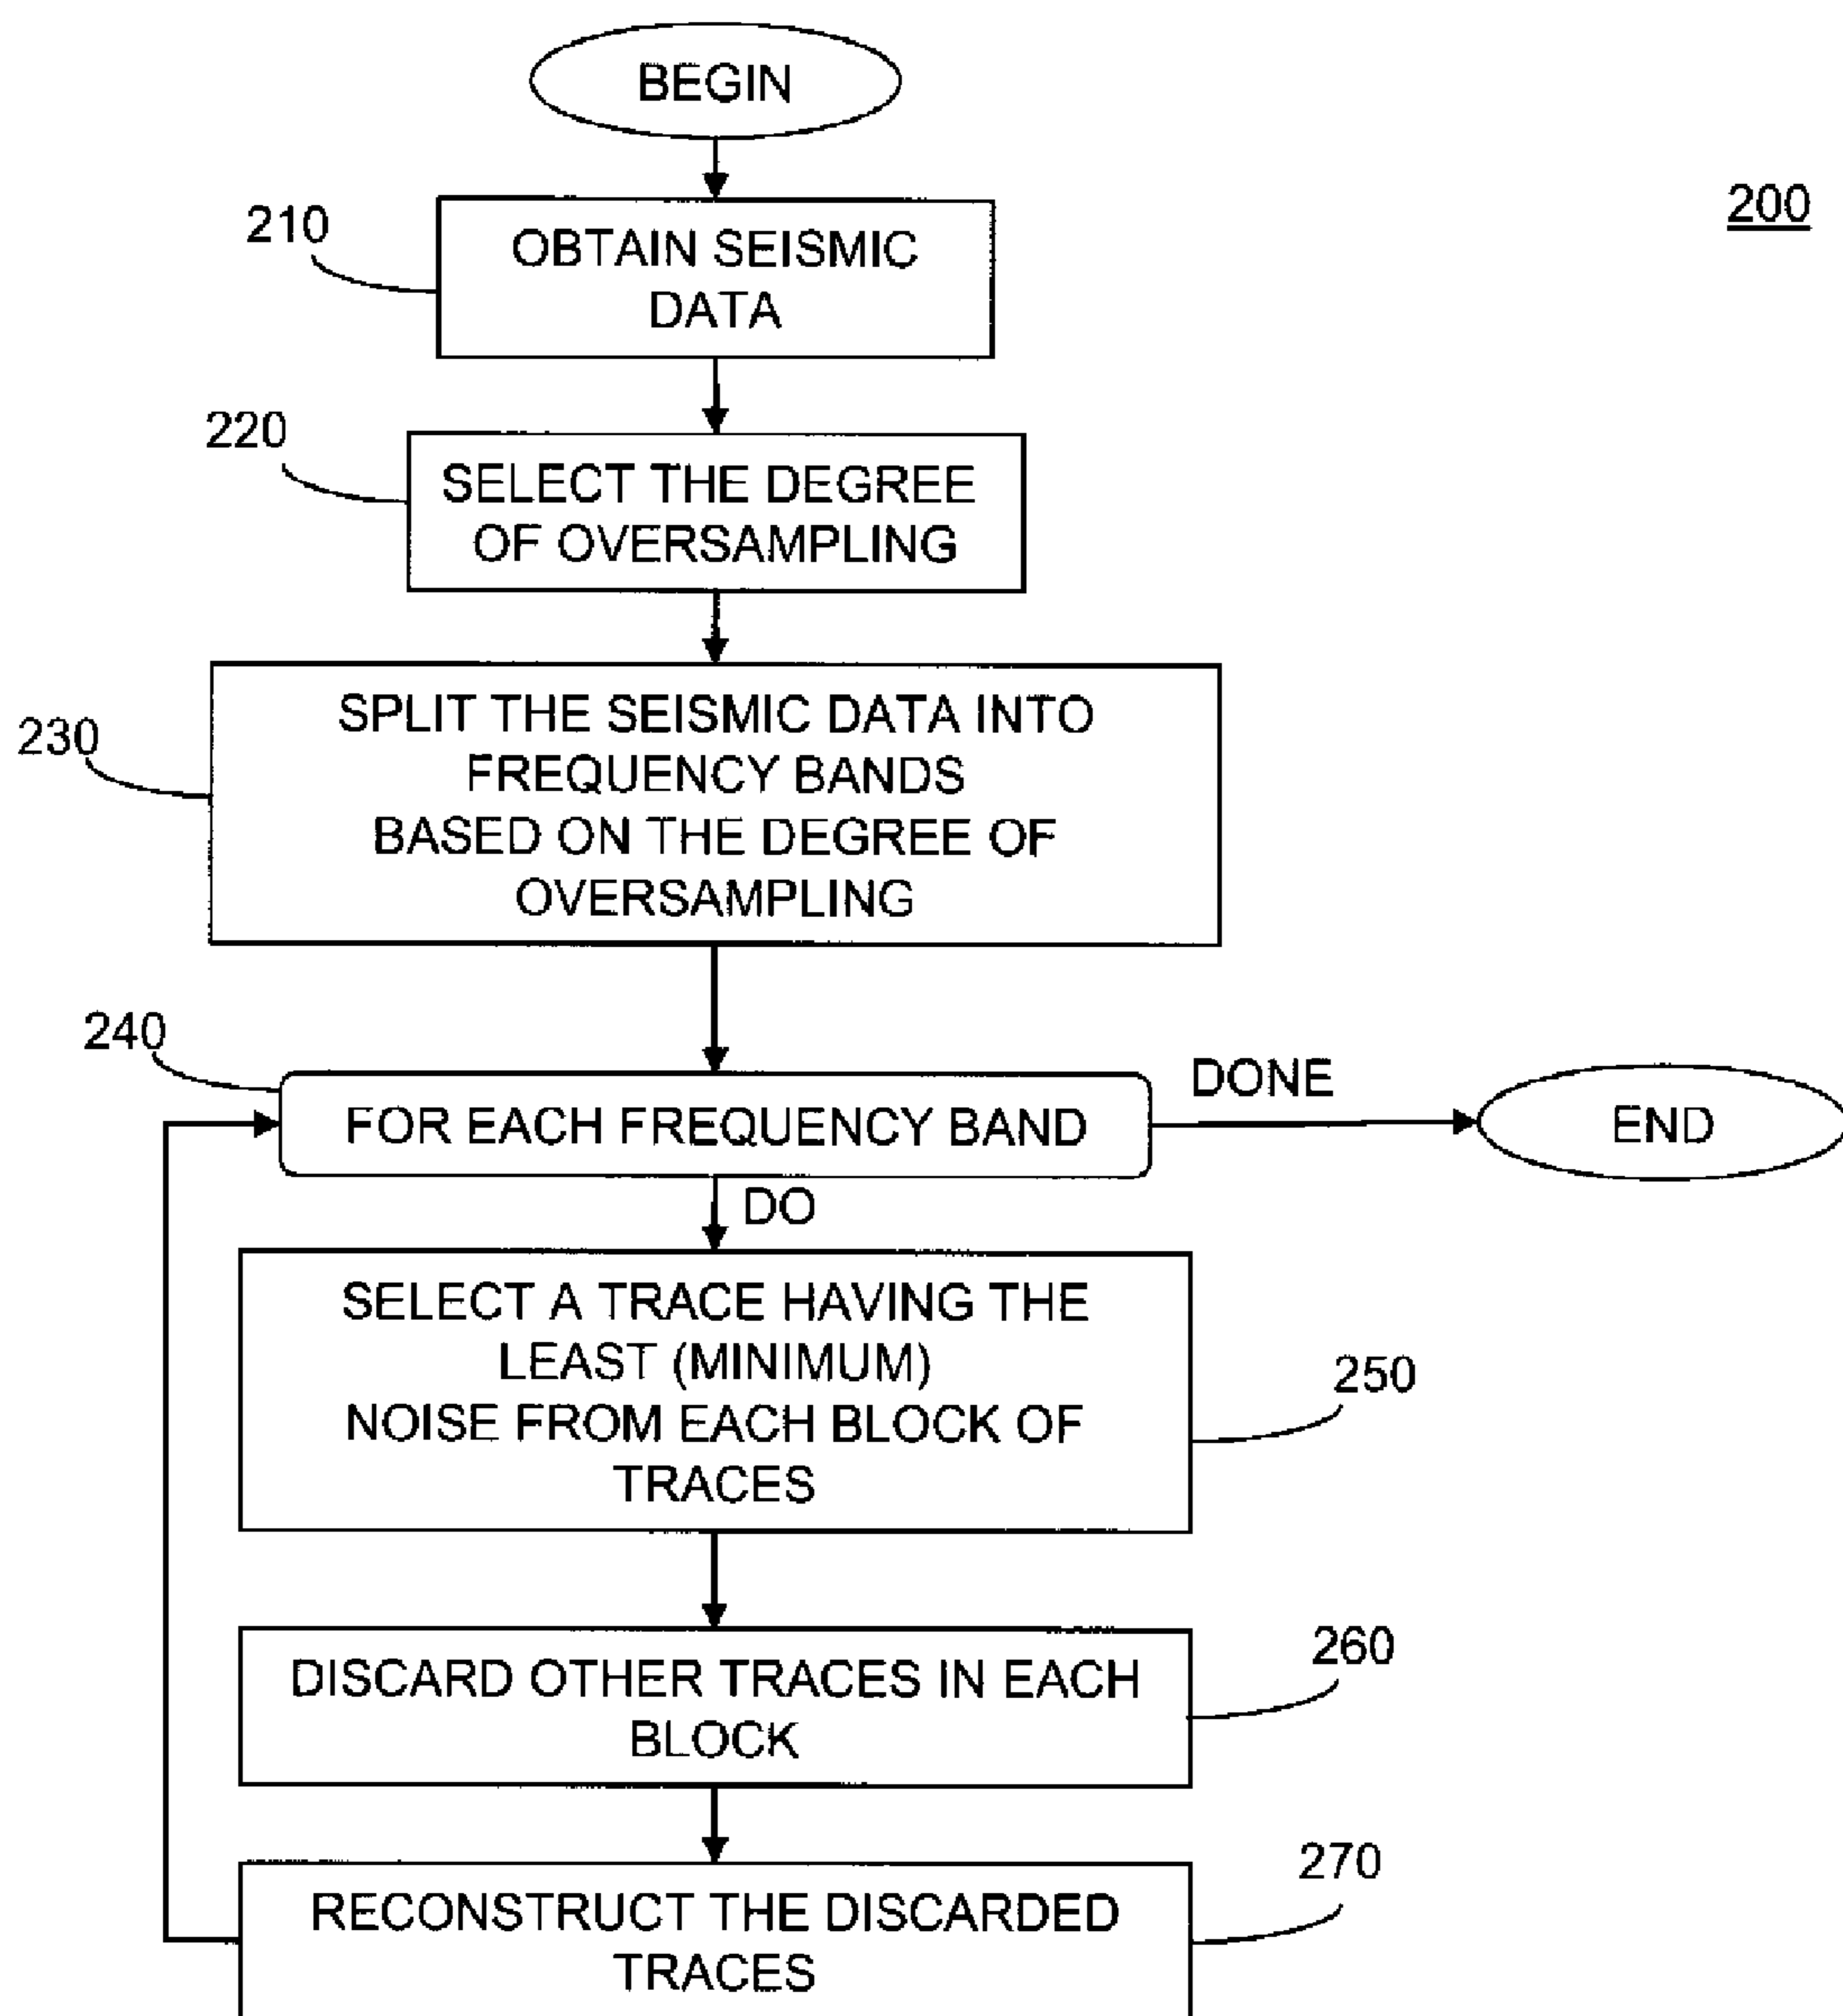 BEGIN
200
210
OBTAIN SEISMIC
DATA
220
SELECT THE DEGREE
OF OVERSAMPLING
230
SPLIT THE SEISMIC DATA INTO
FREQUENCY BANDS
BASED ON THE DEGREE OF
OVERSAMPLING
240
FOR EACH FREQUENCY BAND
DONE
END
DO
SELECT A TRACE HAVING THE
LEAST (MINIMUM)
NOISE FROM EACH BLOCK OF
TRACES
250
DISCARD OTHER TRACES IN EACH
BLOCK
260
RECONSTRUCT THE DISCARDED
TRACES
270